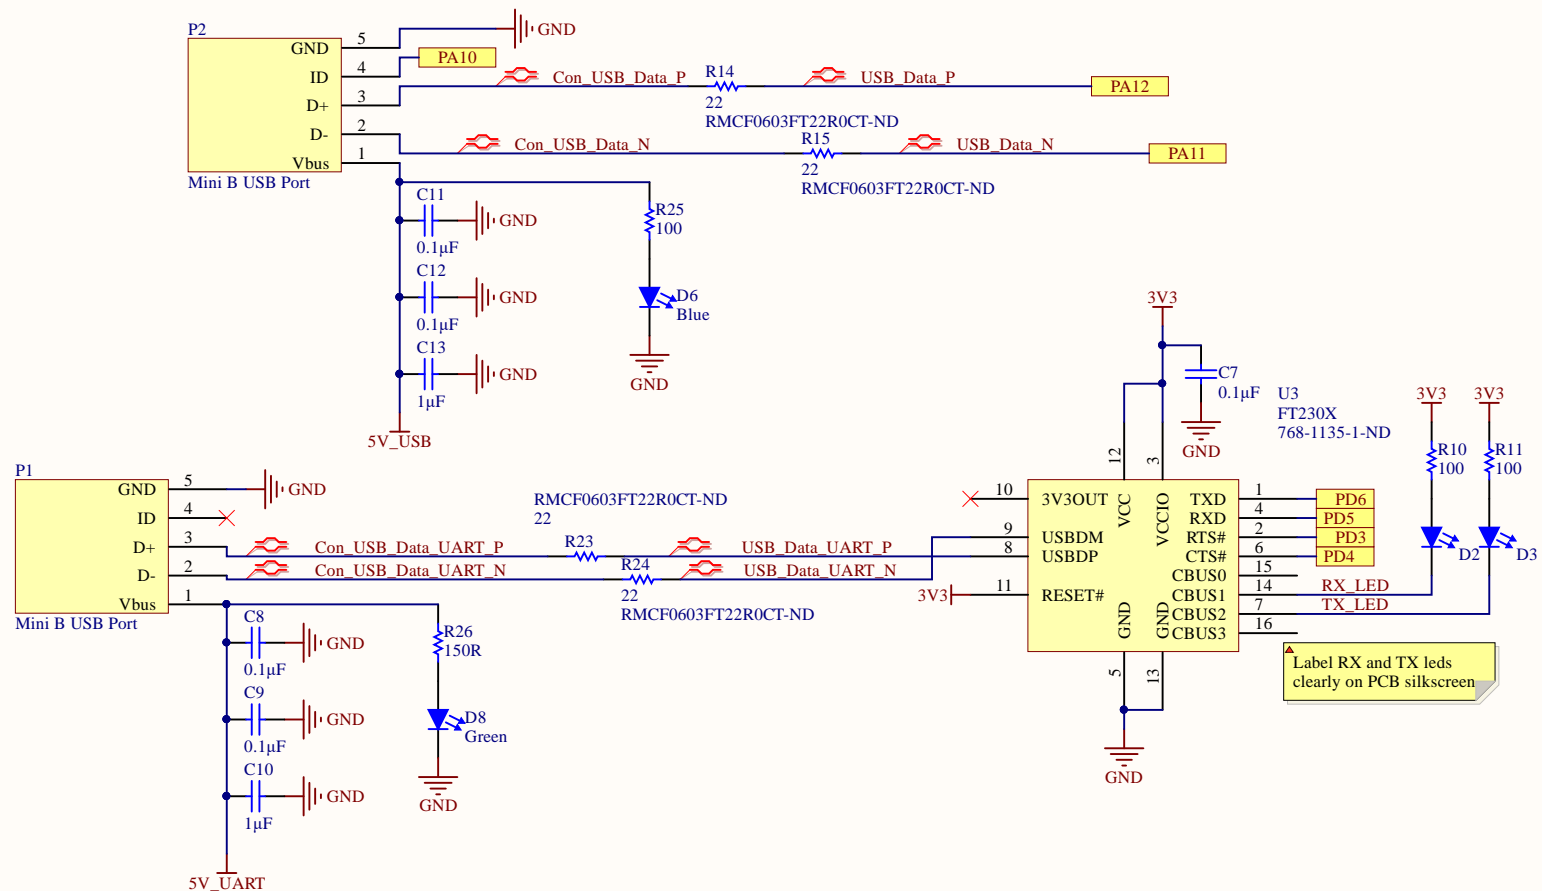 P2
GND
5
ID
4
D+
3
D-
2
Vbus
1
Mini B USB Port
GND
PA10
Con_USB_Data_P
R14
22
RMCF0603FT22R0CT-ND
USB_Data_P
PA12
Con_USB_Data_N
R15
22
RMCF0603FT22R0CT-ND
USB_Data_N
PA11
C11
0.1µF
GND
C12
0.1µF
GND
C13
1µF
GND
5V_USB
R25
100
D6
Blue
GND
P1
GND
5
ID
4
D+
3
D-
2
Vbus
1
Mini B USB Port
GND
Con_USB_Data_UART_P
RMCF0603FT22R0CT-ND
22
R23
USB_Data_UART_P
Con_USB_Data_UART_N
R24
22
RMCF0603FT22R0CT-ND
USB_Data_UART_N
C8
0.1µF
GND
C9
0.1µF
GND
C10
1µF
GND
5V_UART
R26
150R
D8
Green
GND
3V3
C7
0.1µF
GND
U3
FT230X
768-1135-1-ND
12
3
VCC
VCCIO
10
3V3OUT
9
USBDM
8
USBDP
3V3
11
RESET#
GND
GND
5
13
GND
TXD
1
PD6
RXD
4
PD5
RTS#
2
PD3
CTS#
6
PD4
CBUS0
15
CBUS1
14
RX_LED
CBUS2
7
TX_LED
CBUS3
16
3V3
R10
100
D2
3V3
R11
100
D3
Label RX and TX leds
clearly on PCB silkscreen